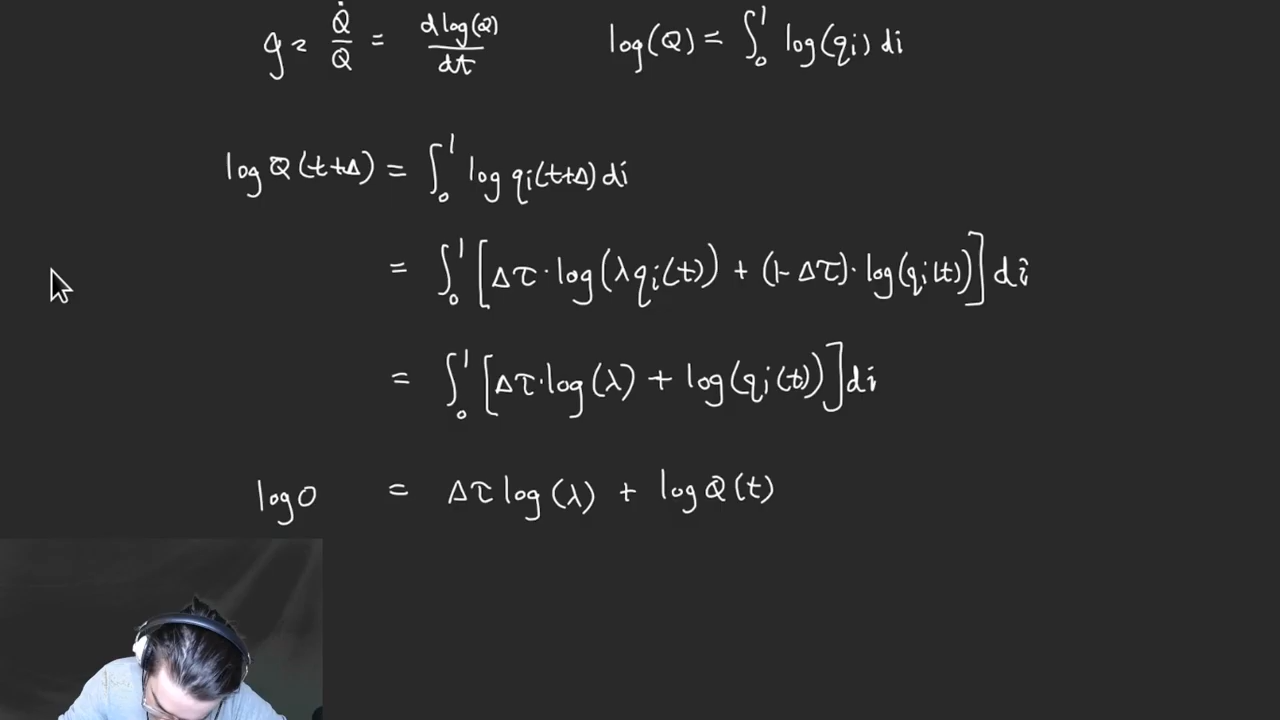 g = Q̇/Q = d log(Q)/dt    log(Q) = ∫₀¹ log(qi) di
log Q(t+Δ) = ∫₀¹ log qi(t+Δ) di
= ∫₀¹ [Δτ · log(λqi(t)) + (1-Δτ) · log(qi(t))] di
= ∫₀¹ [Δτ · log(λ) + log(qi(t))] di
log0 = Δτ log(λ) + log Q(t)